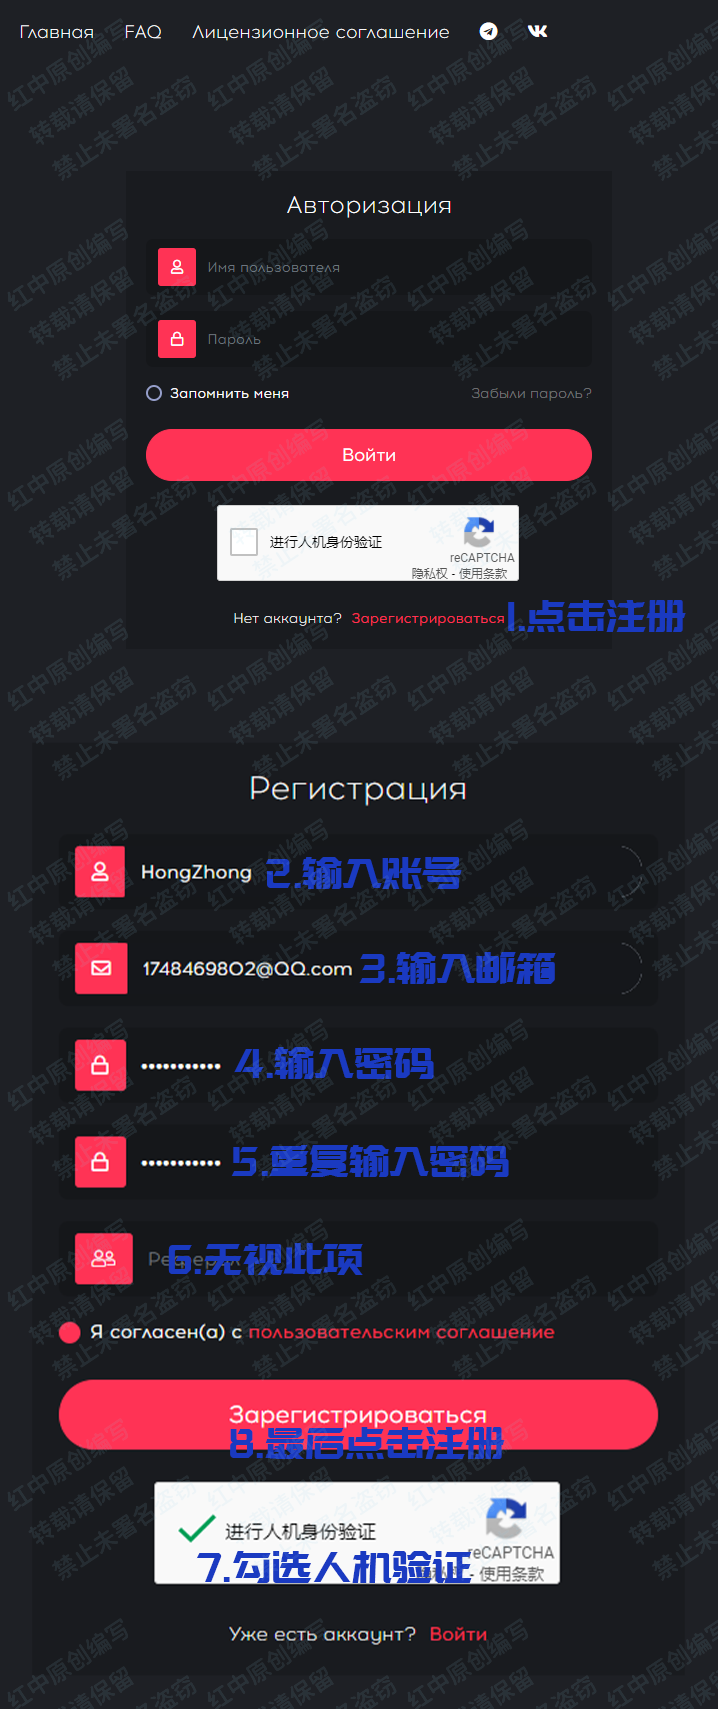 Главная FAQ Лицензионное соглашение
Авторизация
Имя пользователя
Пароль
Запомнить меня Забыли пароль?
Войти
进行人机身份验证
reCAPTCHA
隐私权 - 使用条款
Нет аккаунта? Зарегистрироваться 1.点击注册
Регистрация
HongZhong 2.输入账号
1748469802@QQ.com 3.输入邮箱
••••••••••• 4.输入密码
••••••••••• 5.重复输入密码
6.无视此项
Я согласен(а) с пользовательским соглашение
Зарегистрироваться
8.最后点击注册
进行人机身份验证
reCAPTCHA
7.勾选人机验证
- 使用条款
Уже есть аккаунт? Войти
红中原创编写
转载请保留
禁止未署名盗窃